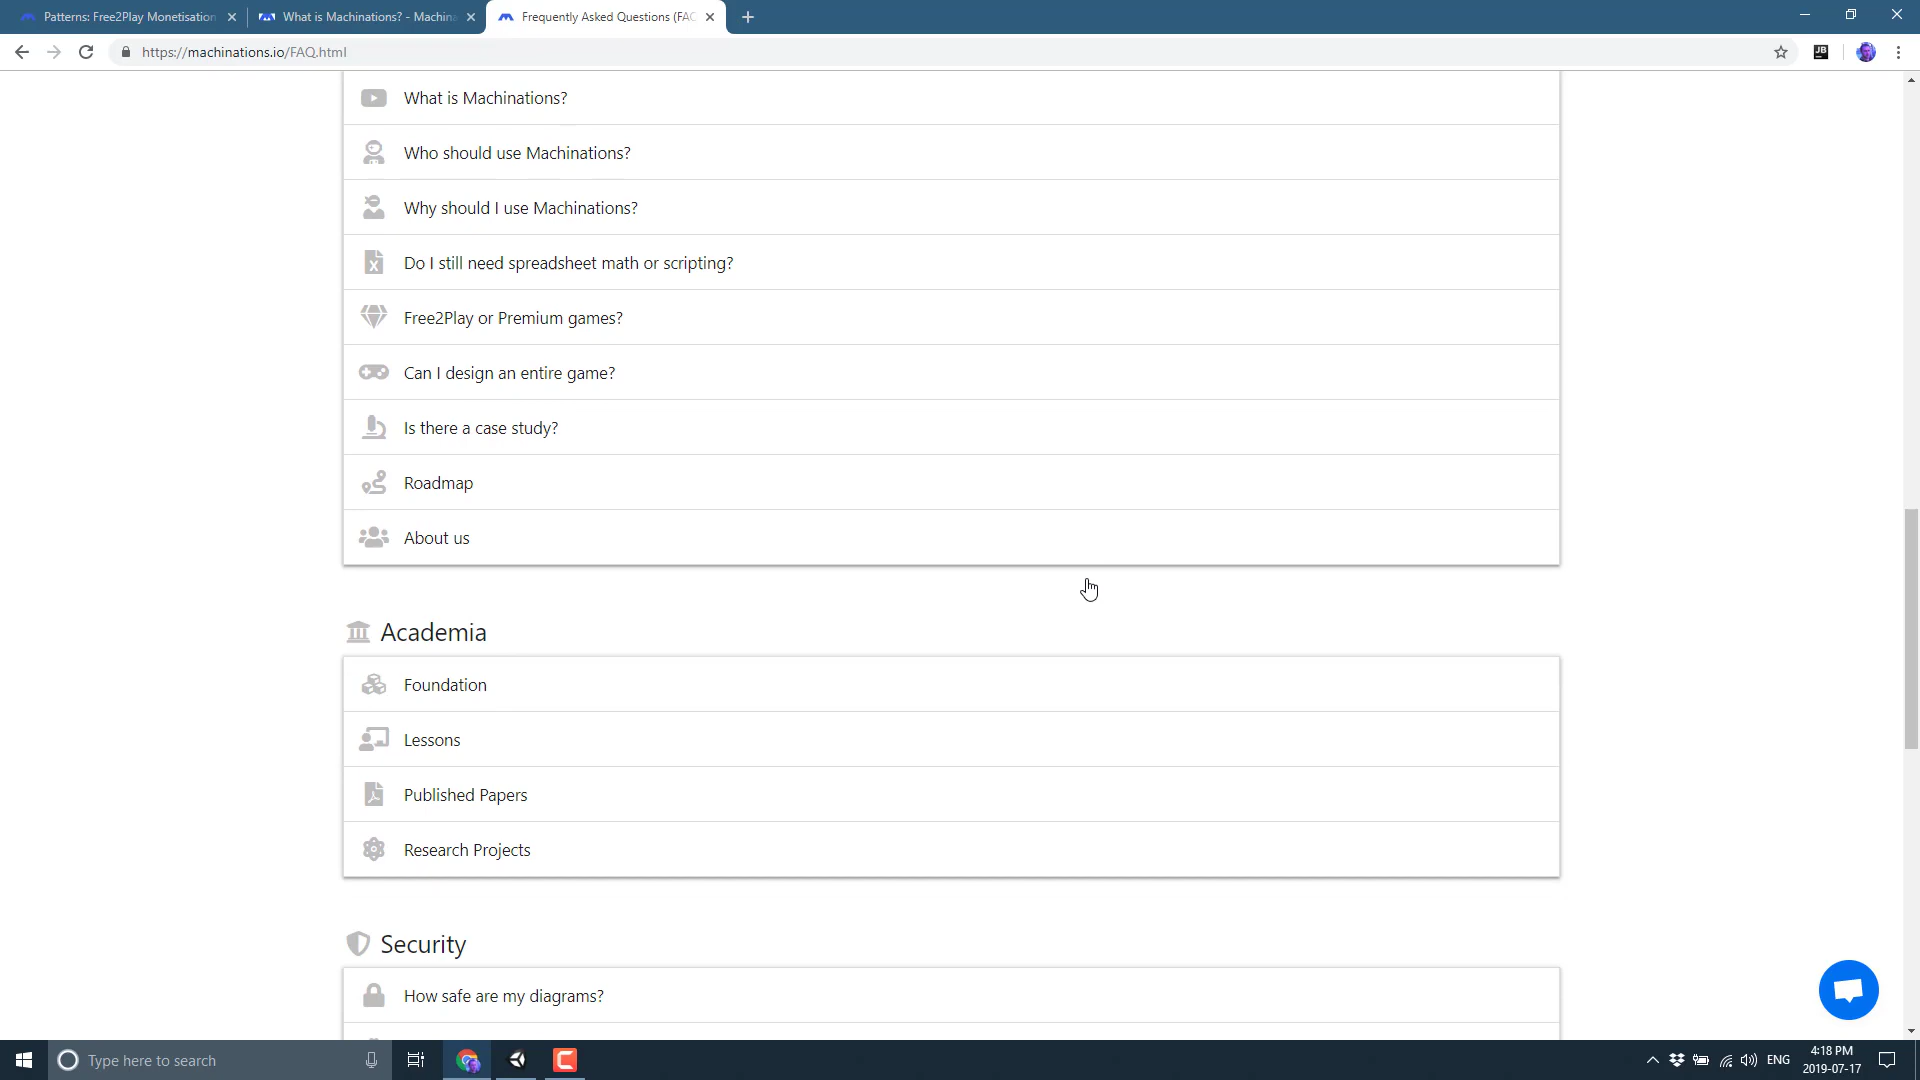 Patterns: Free2Play Monetisation
What is Machinations? - Machina
Frequently Asked Questions (FAC
https://machinations.io/FAQ.html
JB
What is Machinations?
Who should use Machinations?
Why should I use Machinations?
Do I still need spreadsheet math or scripting?
Free2Play or Premium games?
Can I design an entire game?
Is there a case study?
Roadmap
About us
Academia
Foundation
Lessons
Published Papers
Research Projects
Security
How safe are my diagrams?
Type here to search
ENG
4:18 PM
2019-07-17